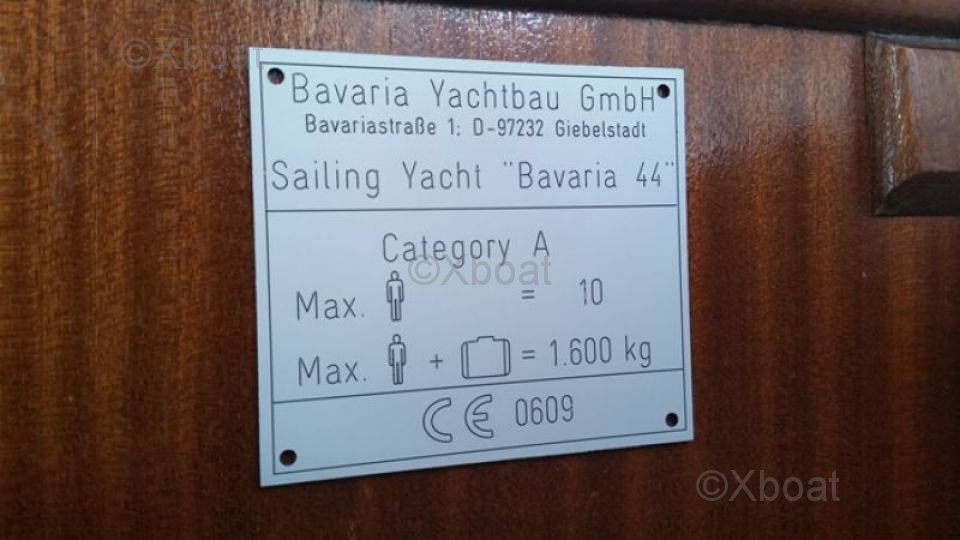 ©Xboat
Bavaria Yachtbau GmbH
Bavariastraße 1; D-97232 Giebelstadt
Sailing Yacht "Bavaria 44"
Category A
©Xboat
Max. = 10
Max. + = 1.600 kg
CE 0609
©Xboat